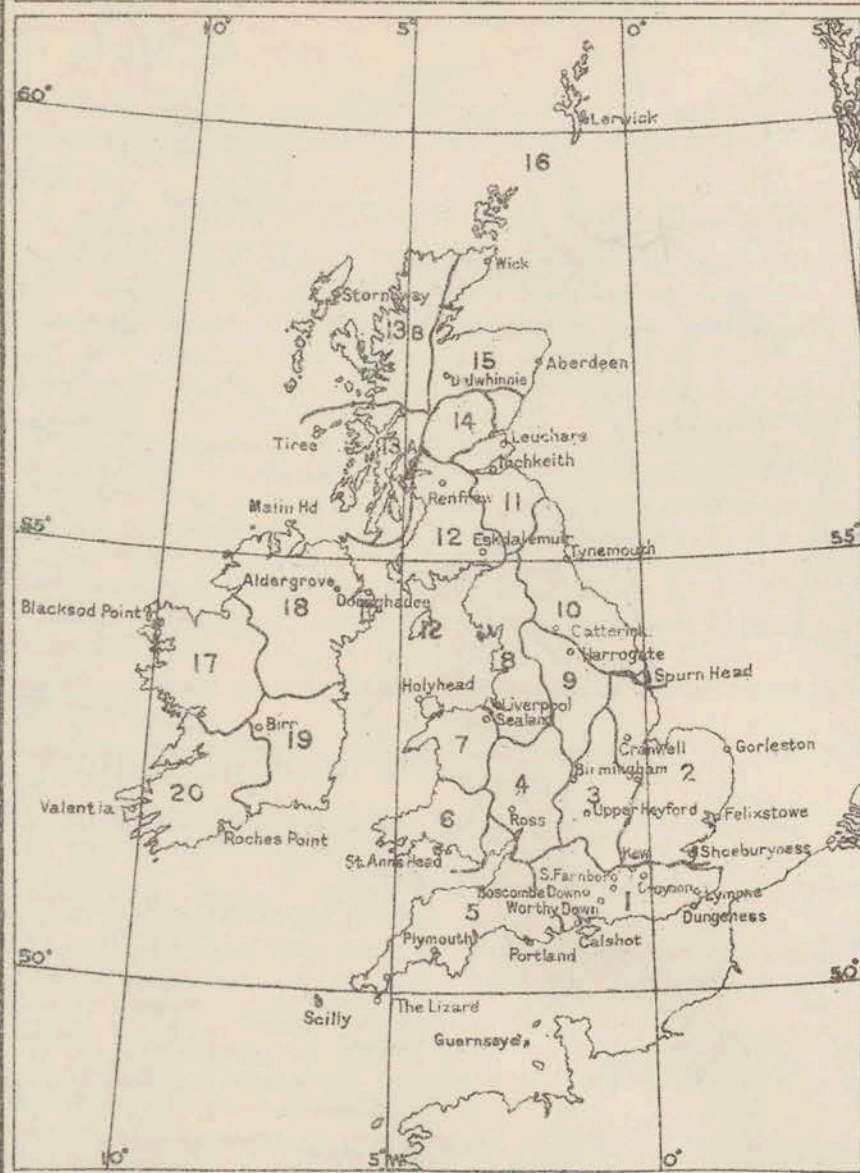 10° 5° 0° 5°
60°
Lerwick
16
Wick
Stornoway
13B
15
Aberdeen
Dalwhinnie
14
Tiree
13A
Leuchars
Inchkeith
Renfrew
11
Malin Hd
55° 55°
13
12
Eskdalemuir
Tynemouth
Aldergrove
18
Donaghadee
Blacksod Point
10
12
Catterick
17
Harrogate
8
9
Spurn Head
Holyhead
Liverpool
Sealand
Birr
19
7
Cranwell
Gorleston
Birmingham
2
20
4
3
Valentia
Upper Heyford
Felixstowe
6
Ross
Roches Point
Kew
Shoeburyness
St. Anns Head
S. Farnboro
Croydon
Boscombe Down
1
Lympne
5
Worthy Down
Dungeness
Plymouth
Calshot
Portland
50° 50°
The Lizard
Scilly
Guernsey
10° 5°W 0°